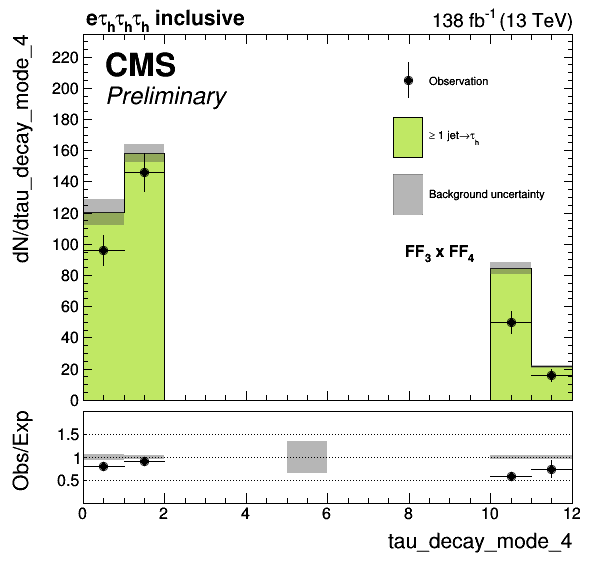 eτhτhτh inclusive 138 fb⁻¹ (13 TeV)
CMS
Preliminary
Observation
≥ 1 jet→τh
Background uncertainty
FF₃ x FF₄
dN/dtau_decay_mode_4
220
200
180
160
140
120
100
80
60
40
20
0
Obs/Exp
1.5
1
0.5
0 2 4 6 8 10 12
tau_decay_mode_4